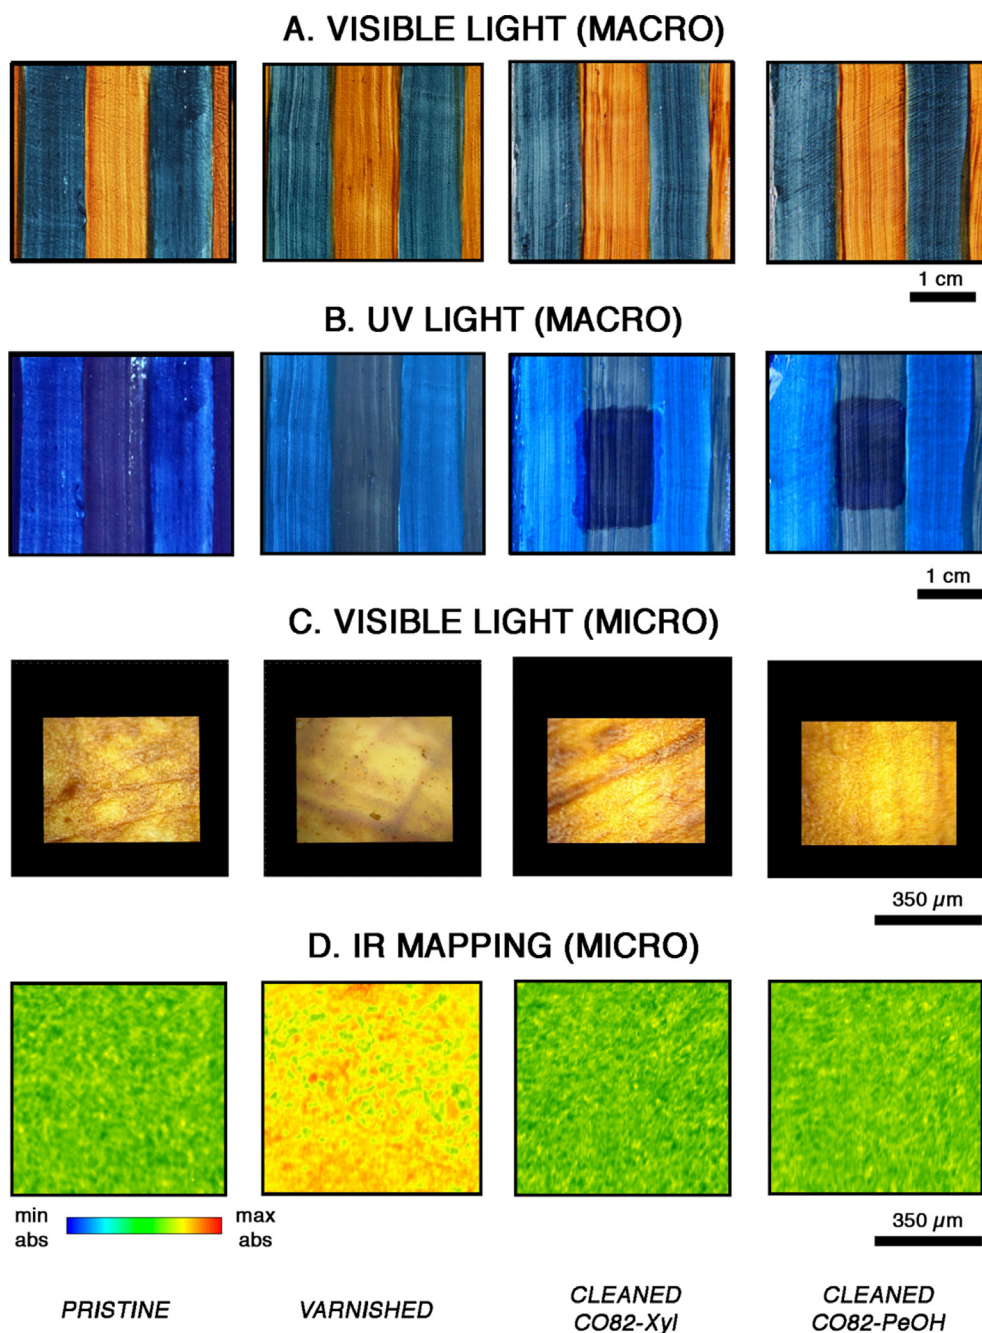 A. VISIBLE LIGHT (MACRO)
1 cm
B. UV LIGHT (MACRO)
1 cm
C. VISIBLE LIGHT (MICRO)
350 µm
D. IR MAPPING (MICRO)
min abs
max abs
350 µm
PRISTINE
VARNISHED
CLEANED
CO82-Xyl
CLEANED
CO82-PeOH